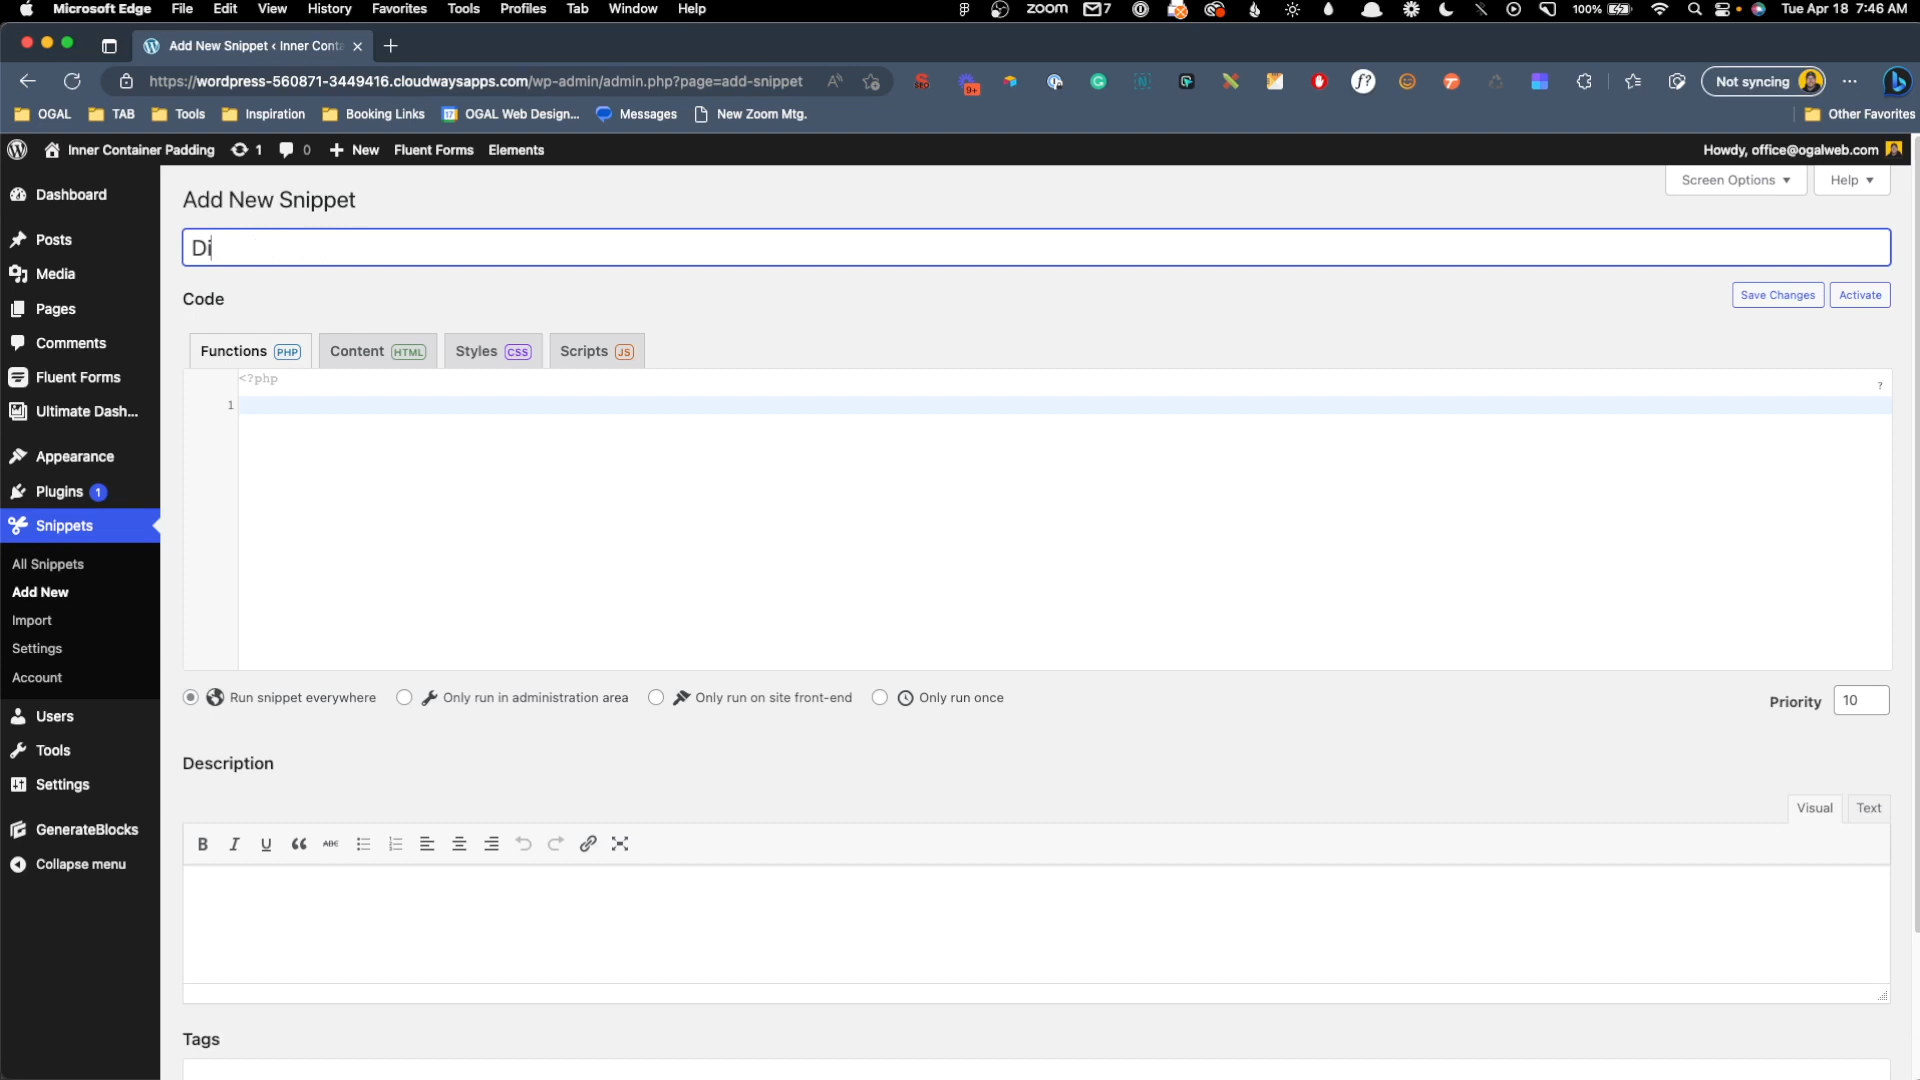 Microsoft Edge File Edit View History Favorites Tools Profiles Tab Window Help zoom 7 100% Tue Apr 18 7:46 AM
Add New Snippet ‹ Inner Conta
https://wordpress-560871-3449416.cloudwaysapps.com/wp-admin/admin.php?page=add-snippet 9+ Not syncing
OGAL TAB Tools Inspiration Booking Links OGAL Web Design... Messages New Zoom Mtg. Other Favorites
Inner Container Padding 1 0 New Fluent Forms Elements Howdy, office@ogalweb.com
Screen Options Help
Dashboard
Posts
Media
Pages
Comments
Fluent Forms
Ultimate Dash...
Appearance
Plugins 1
Snippets
All Snippets
Add New
Import
Settings
Account
Users
Tools
Settings
GenerateBlocks
Collapse menu
Add New Snippet
Di
Code
Save Changes Activate
Functions PHP Content HTML Styles CSS Scripts JS
<?php
?
1
Run snippet everywhere Only run in administration area Only run on site front-end Only run once Priority 10
Description
Visual Text
B I U ABC
Tags